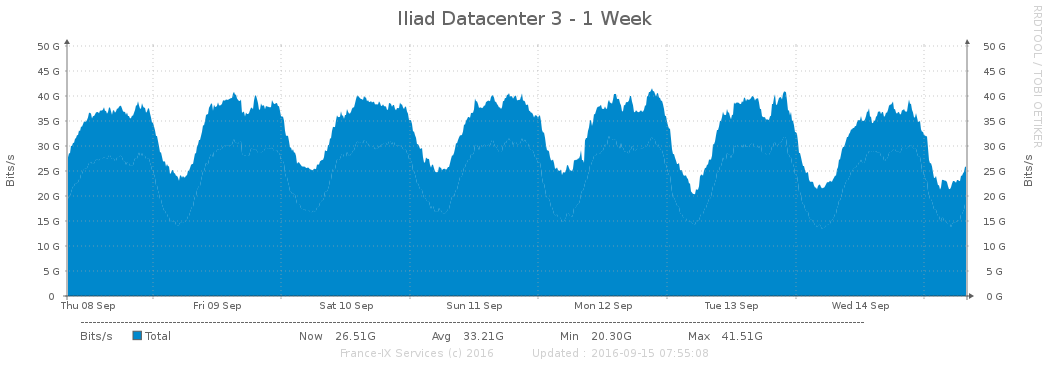 Iliad Datacenter 3 - 1 Week
RRDTOOL / TOBI OETIKER
Bits/s
50 G 50 G
45 G 45 G
40 G 40 G
35 G 35 G
30 G 30 G
25 G 25 G
20 G 20 G
15 G 15 G
10 G 10 G
5 G 5 G
0 0 G
Bits/s
Thu 08 Sep Fri 09 Sep Sat 10 Sep Sun 11 Sep Mon 12 Sep Tue 13 Sep Wed 14 Sep
Bits/s Total Now 26.51G Avg 33.21G Min 20.30G Max 41.51G
France-IX Services (c) 2016 Updated : 2016-09-15 07:55:08